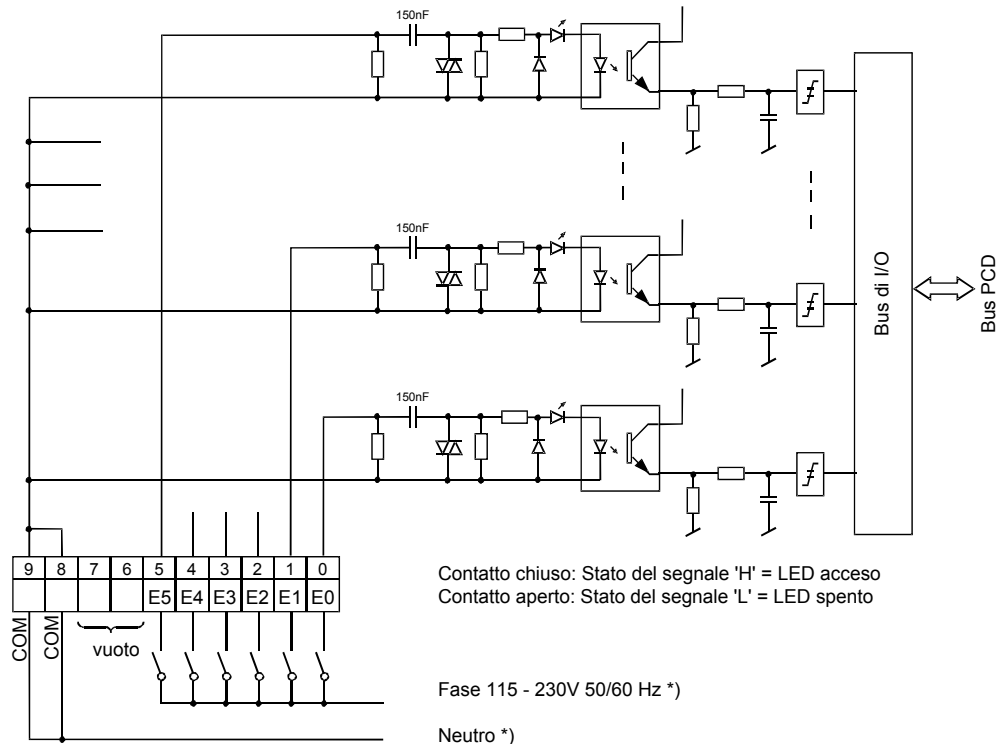 150nF
150nF
150nF
Bus di I/O
Bus PCD
9 8 7 6 5 4 3 2 1 0
E5 E4 E3 E2 E1 E0
COM
COM
vuoto
Contatto chiuso: Stato del segnale 'H' = LED acceso
Contatto aperto: Stato del segnale 'L' = LED spento
Fase 115 - 230V 50/60 Hz *)
Neutro *)